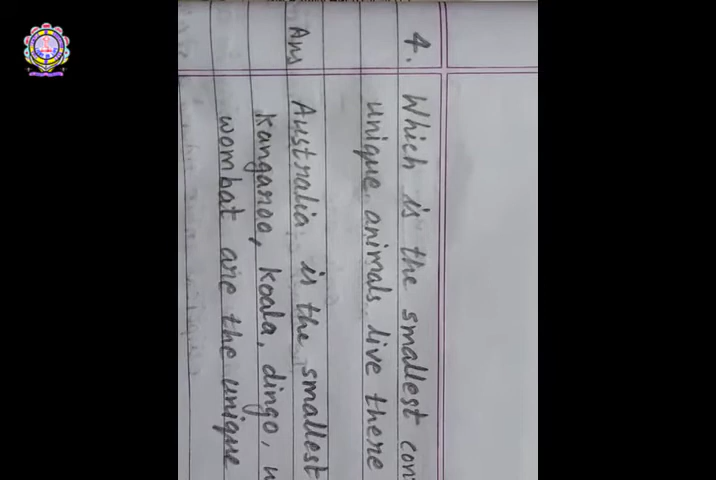 4. Which is the smallest
unique animals live there
Ans Australia is the smallest
Kangaroo, Koala, dingo,
wombat are the unique